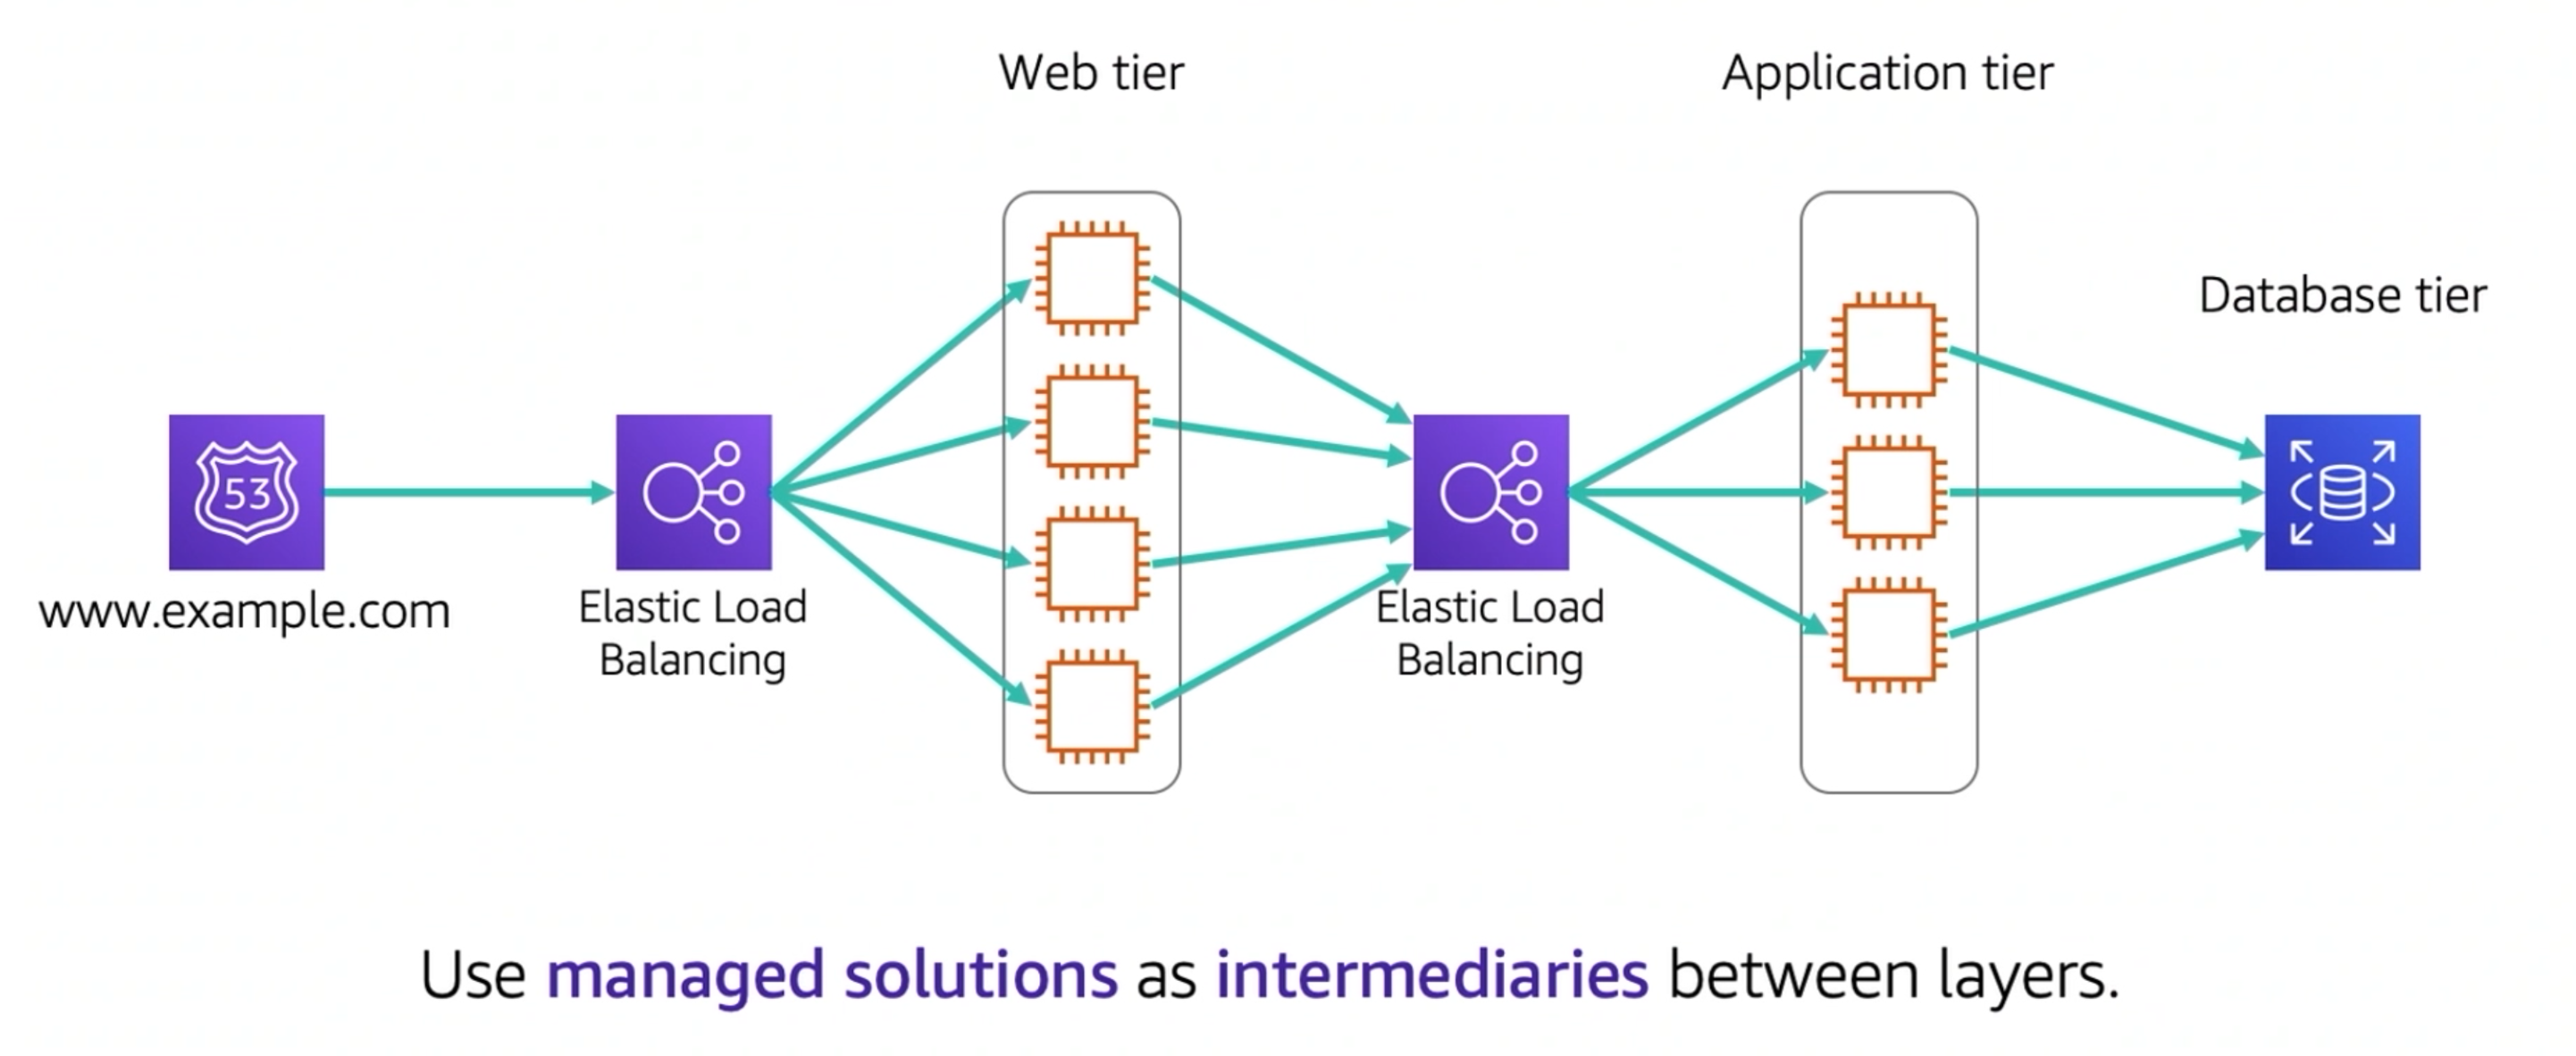 Web tier
Application tier
Database tier
53
www.example.com
Elastic Load
Balancing
Elastic Load
Balancing
Use managed solutions as intermediaries between layers.